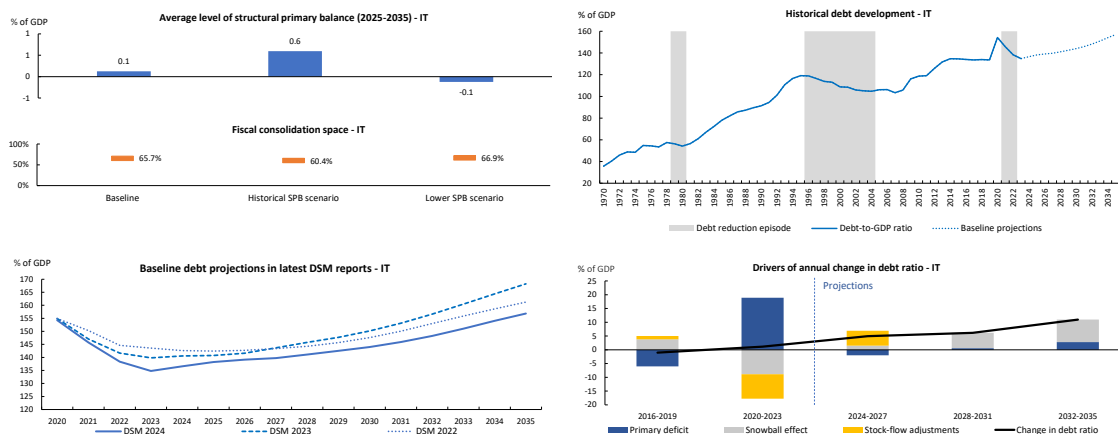 Average level of structural primary balance (2025-2035) - IT
% of GDP
1
1
0
-1
0.1
0.6
-0.1
Fiscal consolidation space - IT
100%
50%
0%
65.7%
60.4%
66.9%
Baseline
Historical SPB scenario
Lower SPB scenario
Historical debt development - IT
% of GDP
160
140
120
100
80
60
40
20
1970 1972 1974 1976 1978 1980 1982 1984 1986 1988 1990 1992 1994 1996 1998 2000 2002 2004 2006 2008 2010 2012 2014 2016 2018 2020 2022 2024 2026 2028 2030 2032 2034
Debt reduction episode
Debt-to-GDP ratio
Baseline projections
Baseline debt projections in latest DSM reports - IT
% of GDP
170
165
160
155
150
145
140
135
130
125
120
2020 2021 2022 2023 2024 2025 2026 2027 2028 2029 2030 2031 2032 2033 2034 2035
DSM 2024
DSM 2023
DSM 2022
Drivers of annual change in debt ratio - IT
% of GDP
Projections
25
20
15
10
5
0
-5
-10
-15
-20
2016-2019
2020-2023
2024-2027
2028-2031
2032-2035
Primary deficit
Snowball effect
Stock-flow adjustments
Change in debt ratio